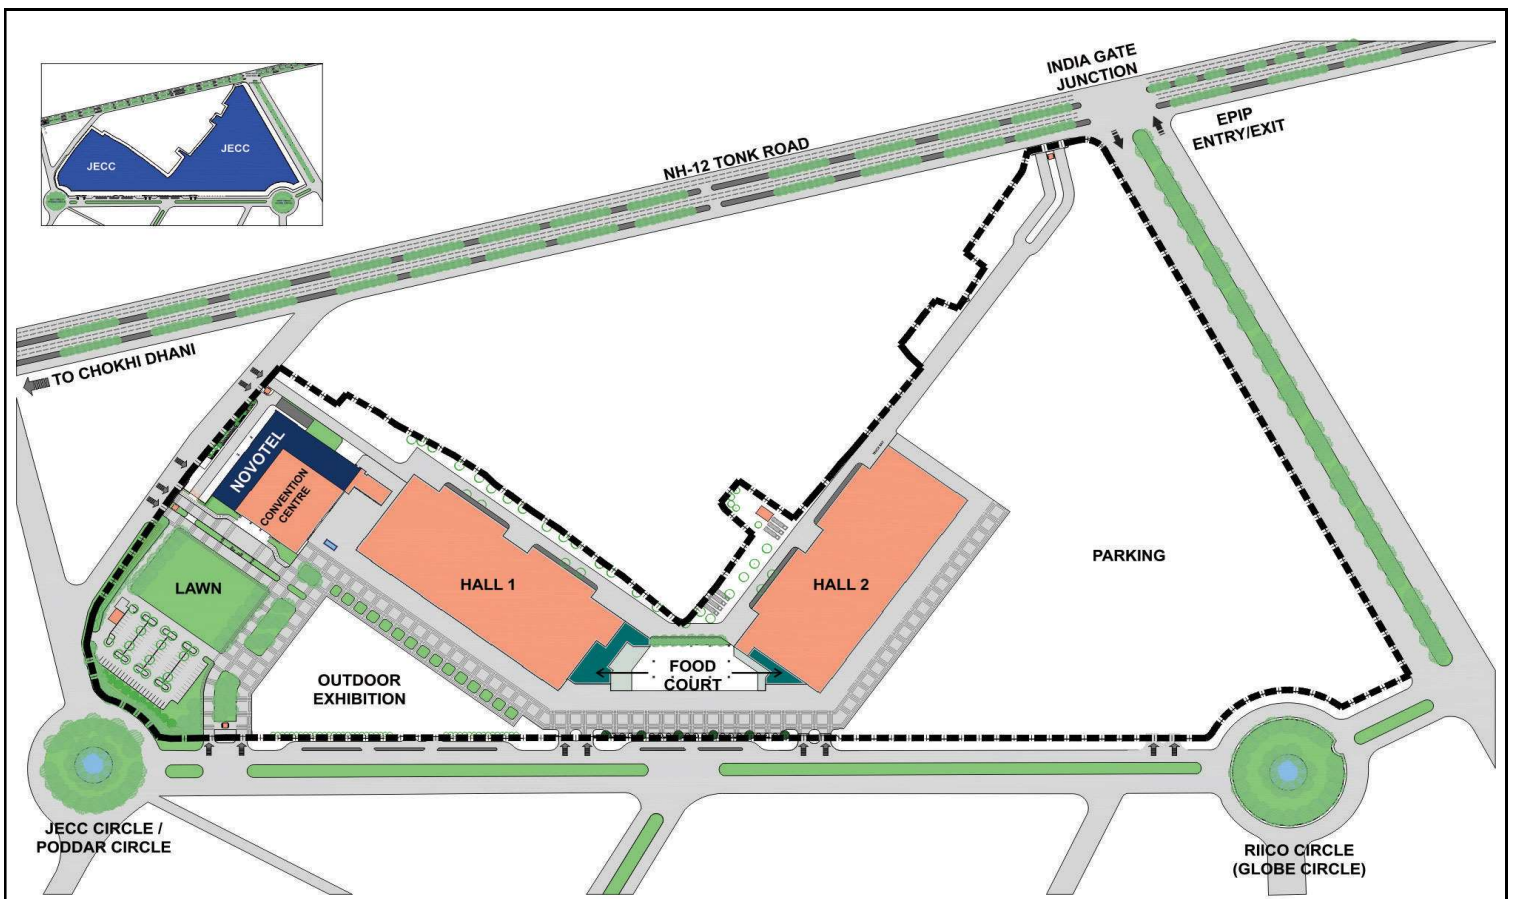 INDIA GATE
JUNCTION
EPIP
ENTRY/EXIT
JECC
JECC
NH-12 TONK ROAD
TO CHOKHI DHANI
NOVOTEL
CONVENTION
CENTRE
HALL 1
HALL 2
PARKING
LAWN
OUTDOOR
EXHIBITION
FOOD
COURT
JECC CIRCLE /
PODDAR CIRCLE
RIICO CIRCLE
(GLOBE CIRCLE)